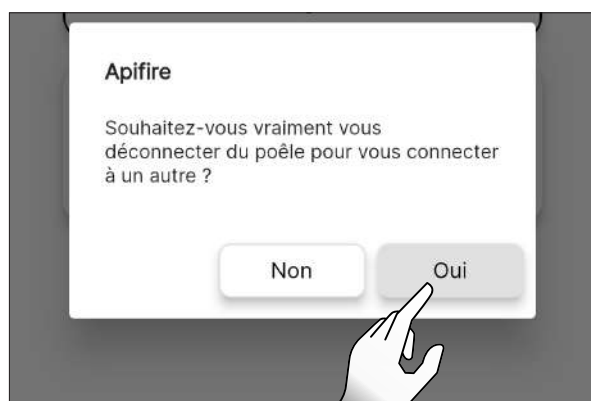 Apifire
Souhaitez-vous vraiment vous
déconnecter du poêle pour vous connecter
à un autre ?
Non
Oui